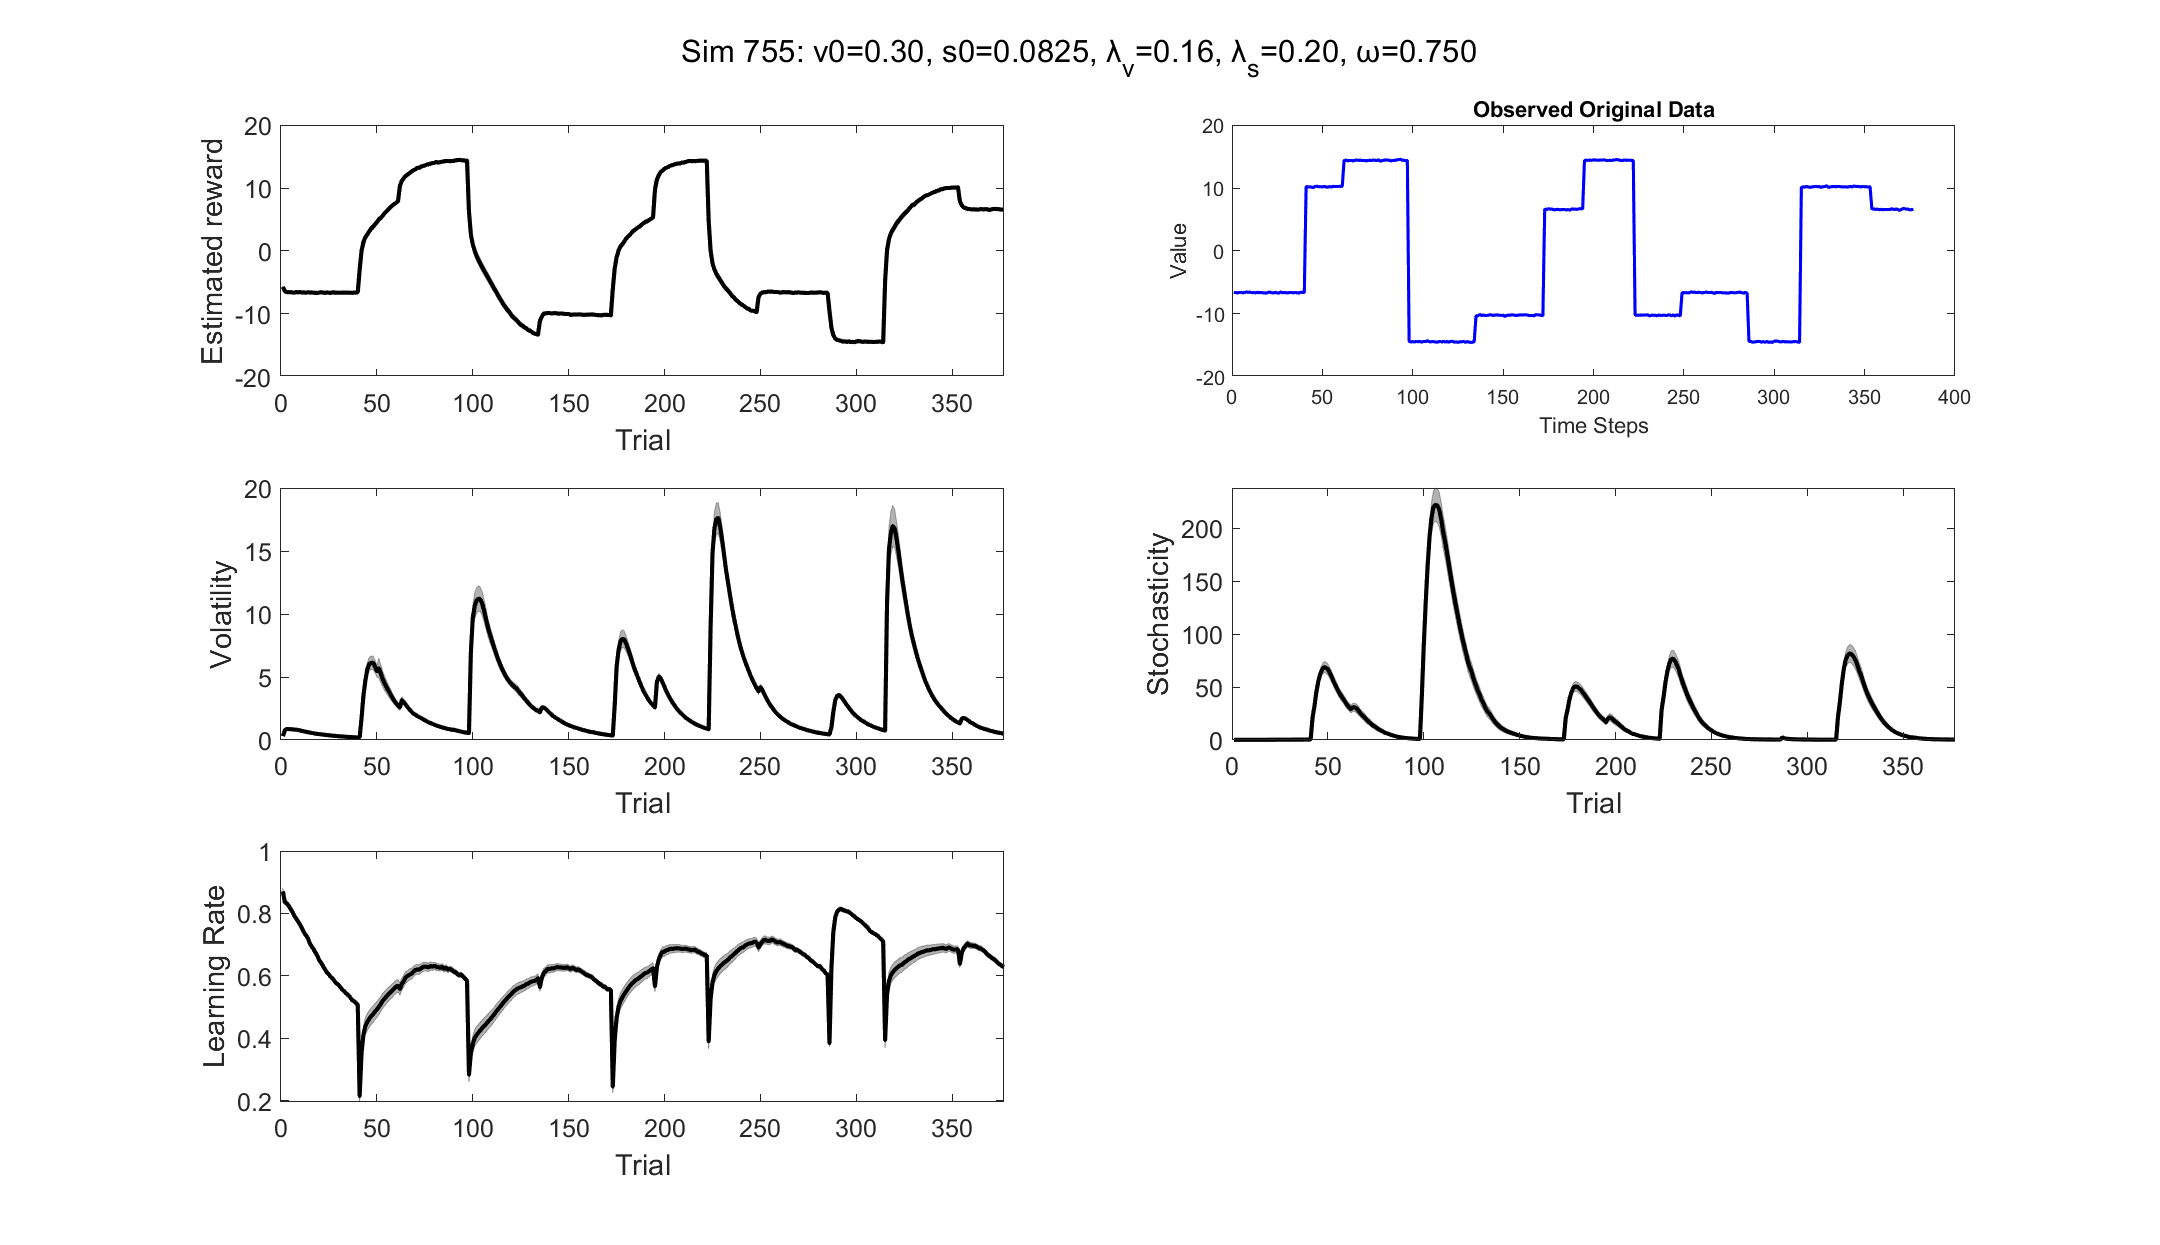 Sim 755: v0=0.30, s0=0.0825, λv=0.16, λs=0.20, ω=0.750
20
10
0
-10
-20
Estimated reward
0 50 100 150 200 250 300 350
Trial
Observed Original Data
20
10
0
-10
-20
Value
0 50 100 150 200 250 300 350 400
Time Steps
20
15
10
5
0
Volatility
0 50 100 150 200 250 300 350
Trial
200
150
100
50
0
Stochasticity
0 50 100 150 200 250 300 350
Trial
1
0.8
0.6
0.4
0.2
Learning Rate
0 50 100 150 200 250 300 350
Trial